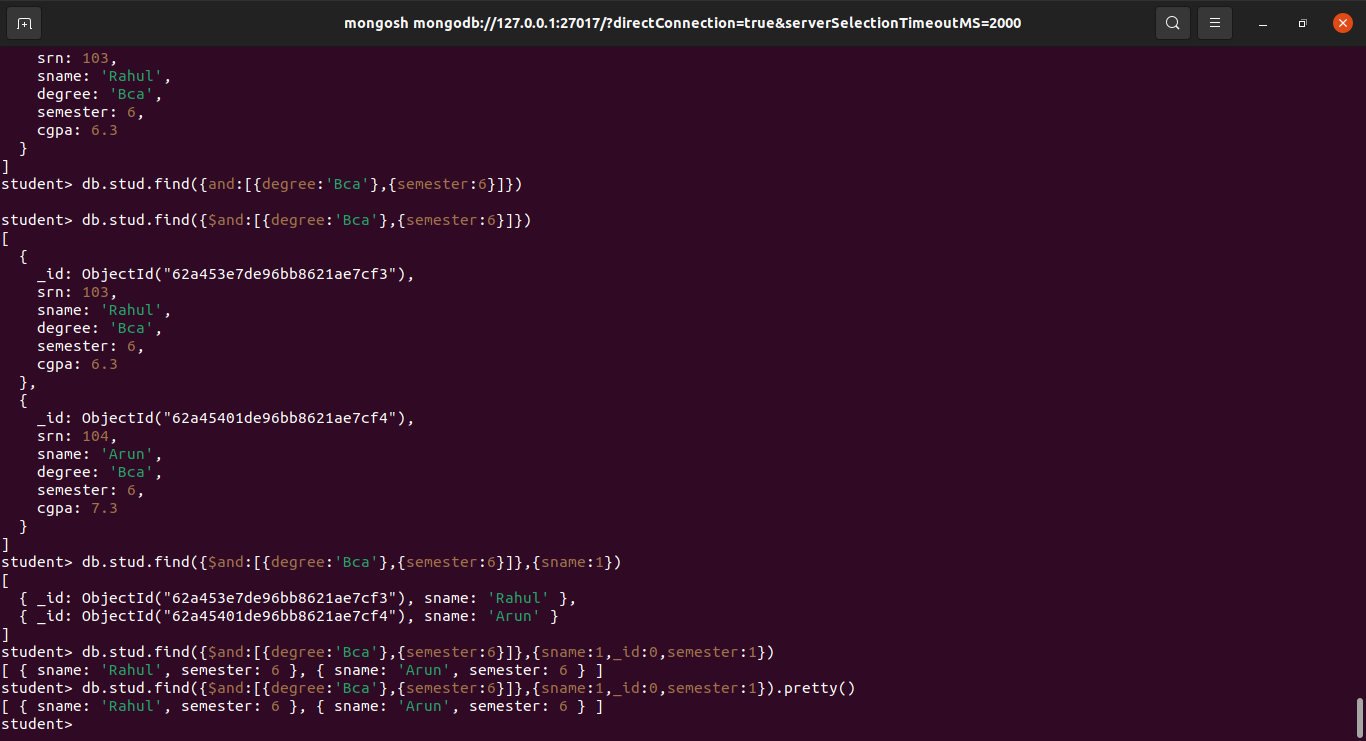 mongosh mongodb://127.0.0.1:27017/?directConnection=true&serverSelectionTimeoutMS=2000
    srn: 103,
    sname: 'Rahul',
    degree: 'Bca',
    semester: 6,
    cgpa: 6.3
  }
]
student> db.stud.find({and:[{degree:'Bca'},{semester:6}]})

student> db.stud.find({$and:[{degree:'Bca'},{semester:6}]})
[
  {
    _id: ObjectId("62a453e7de96bb8621ae7cf3"),
    srn: 103,
    sname: 'Rahul',
    degree: 'Bca',
    semester: 6,
    cgpa: 6.3
  },
  {
    _id: ObjectId("62a45401de96bb8621ae7cf4"),
    srn: 104,
    sname: 'Arun',
    degree: 'Bca',
    semester: 6,
    cgpa: 7.3
  }
]
student> db.stud.find({$and:[{degree:'Bca'},{semester:6}]},{sname:1})
[
  { _id: ObjectId("62a453e7de96bb8621ae7cf3"), sname: 'Rahul' },
  { _id: ObjectId("62a45401de96bb8621ae7cf4"), sname: 'Arun' }
]
student> db.stud.find({$and:[{degree:'Bca'},{semester:6}]},{sname:1,_id:0,semester:1})
[ { sname: 'Rahul', semester: 6 }, { sname: 'Arun', semester: 6 } ]
student> db.stud.find({$and:[{degree:'Bca'},{semester:6}]},{sname:1,_id:0,semester:1}).pretty()
[ { sname: 'Rahul', semester: 6 }, { sname: 'Arun', semester: 6 } ]
student>